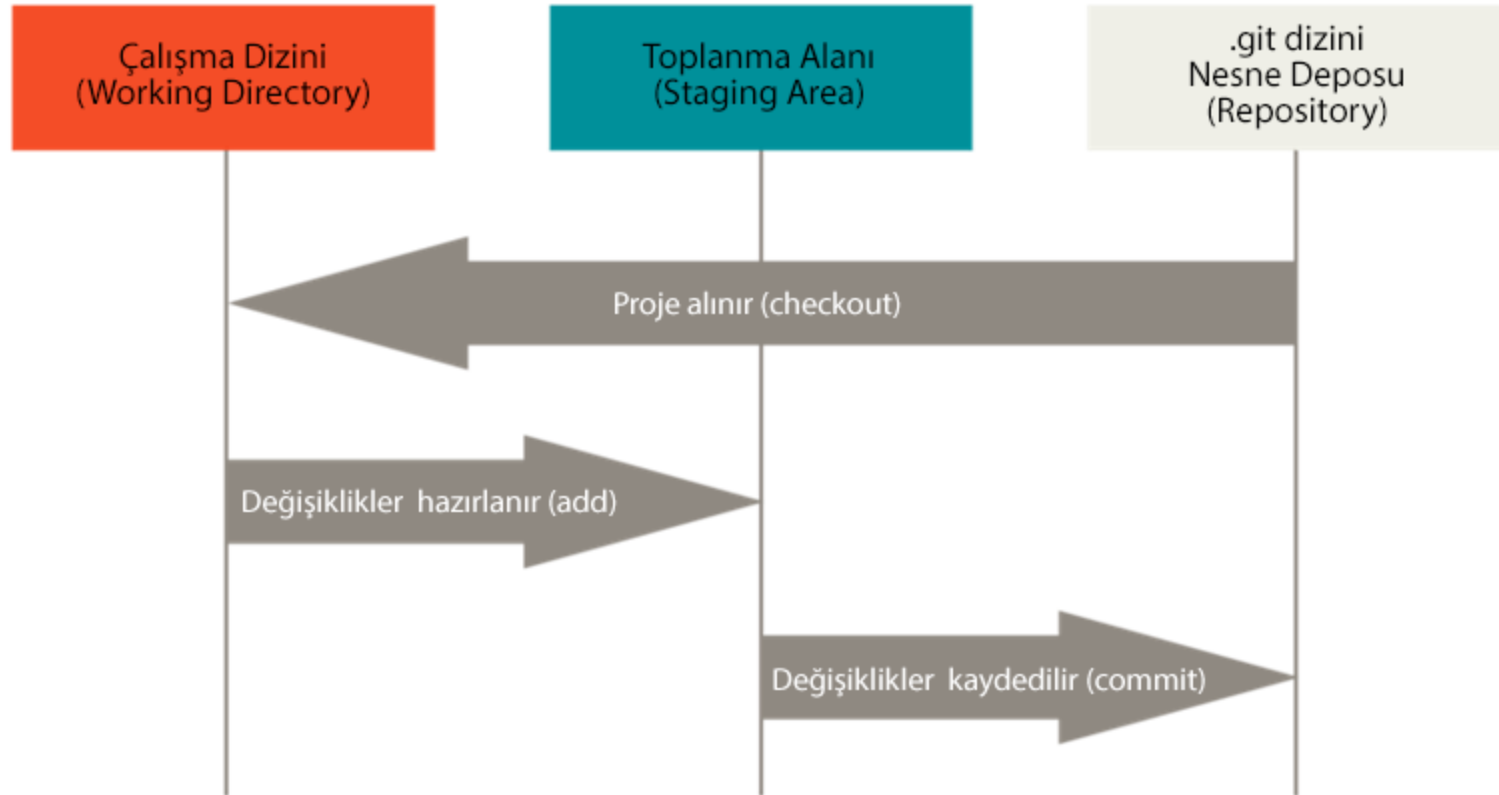 Çalışma Dizini
(Working Directory)
Toplanma Alanı
(Staging Area)
.git dizini
Nesne Deposu
(Repository)
Proje alınır (checkout)
Değişiklikler hazırlanır (add)
Değişiklikler kaydedilir (commit)